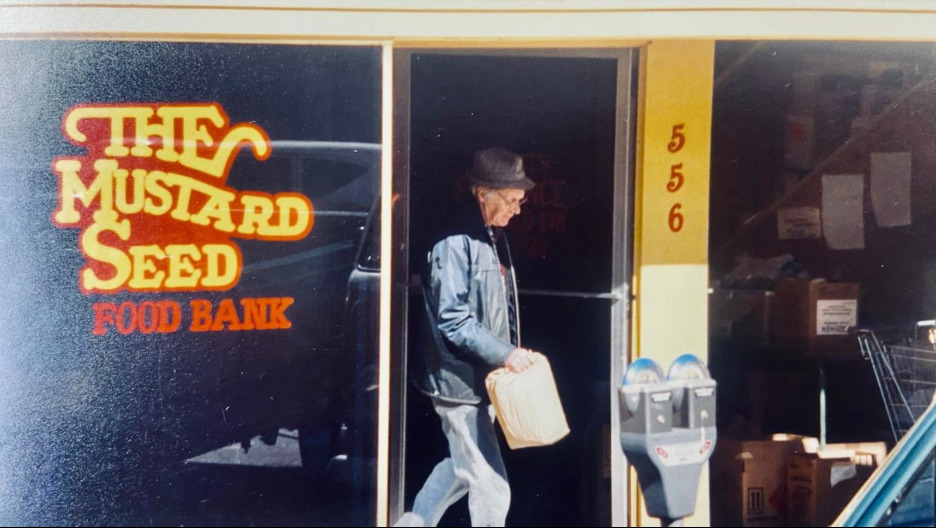 THE
MUSTARD
SEED
FOOD BANK
5
5
6